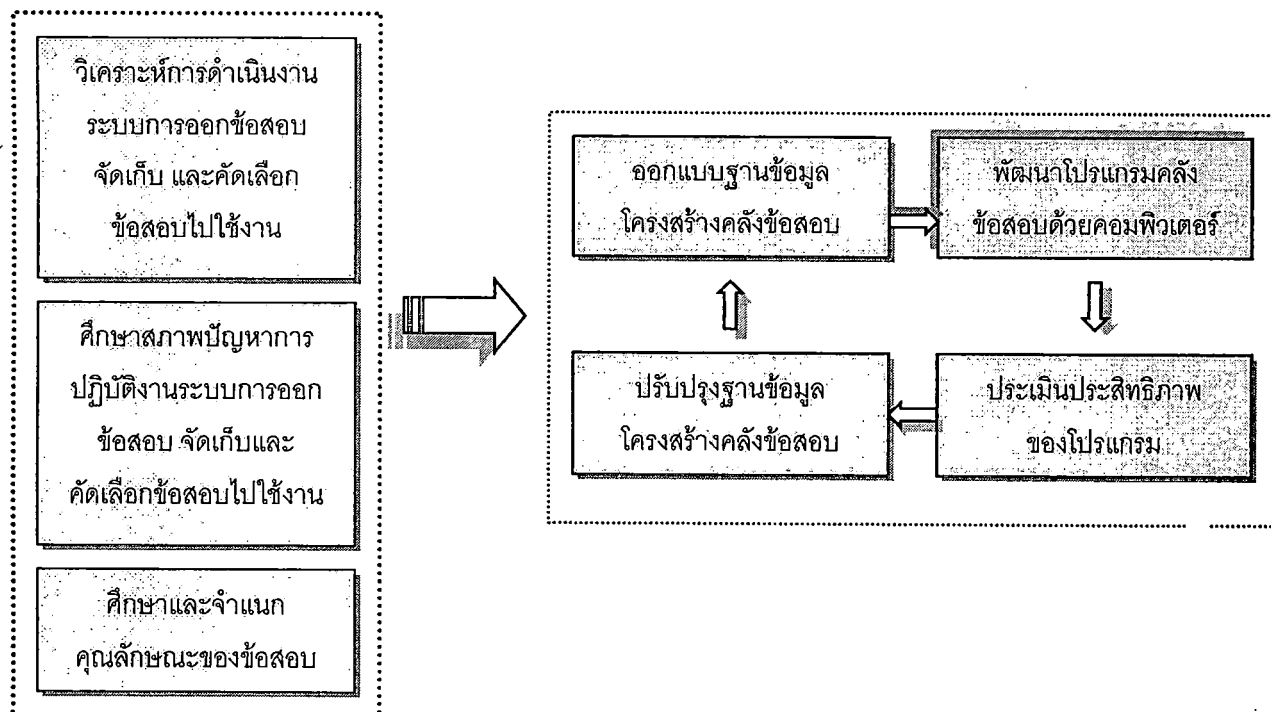 วิเคราะห์การดำเนินงาน
ระบบการออกข้อสอบ
จัดเก็บ และคัดเลือก
ข้อสอบไปใช้งาน
ศึกษาสภาพปัญหาการ
ปฏิบัติงานระบบการออก
ข้อสอบ จัดเก็บและ
คัดเลือกข้อสอบไปใช้งาน
ศึกษาและจำแนก
คุณลักษณะของข้อสอบ
ออกแบบฐานข้อมูล
โครงสร้างคลังข้อสอบ
พัฒนาโปรแกรมคลัง
ข้อสอบด้วยคอมพิวเตอร์
ปรับปรุงฐานข้อมูล
โครงสร้างคลังข้อสอบ
ประเมินประสิทธิภาพ
ของโปรแกรม